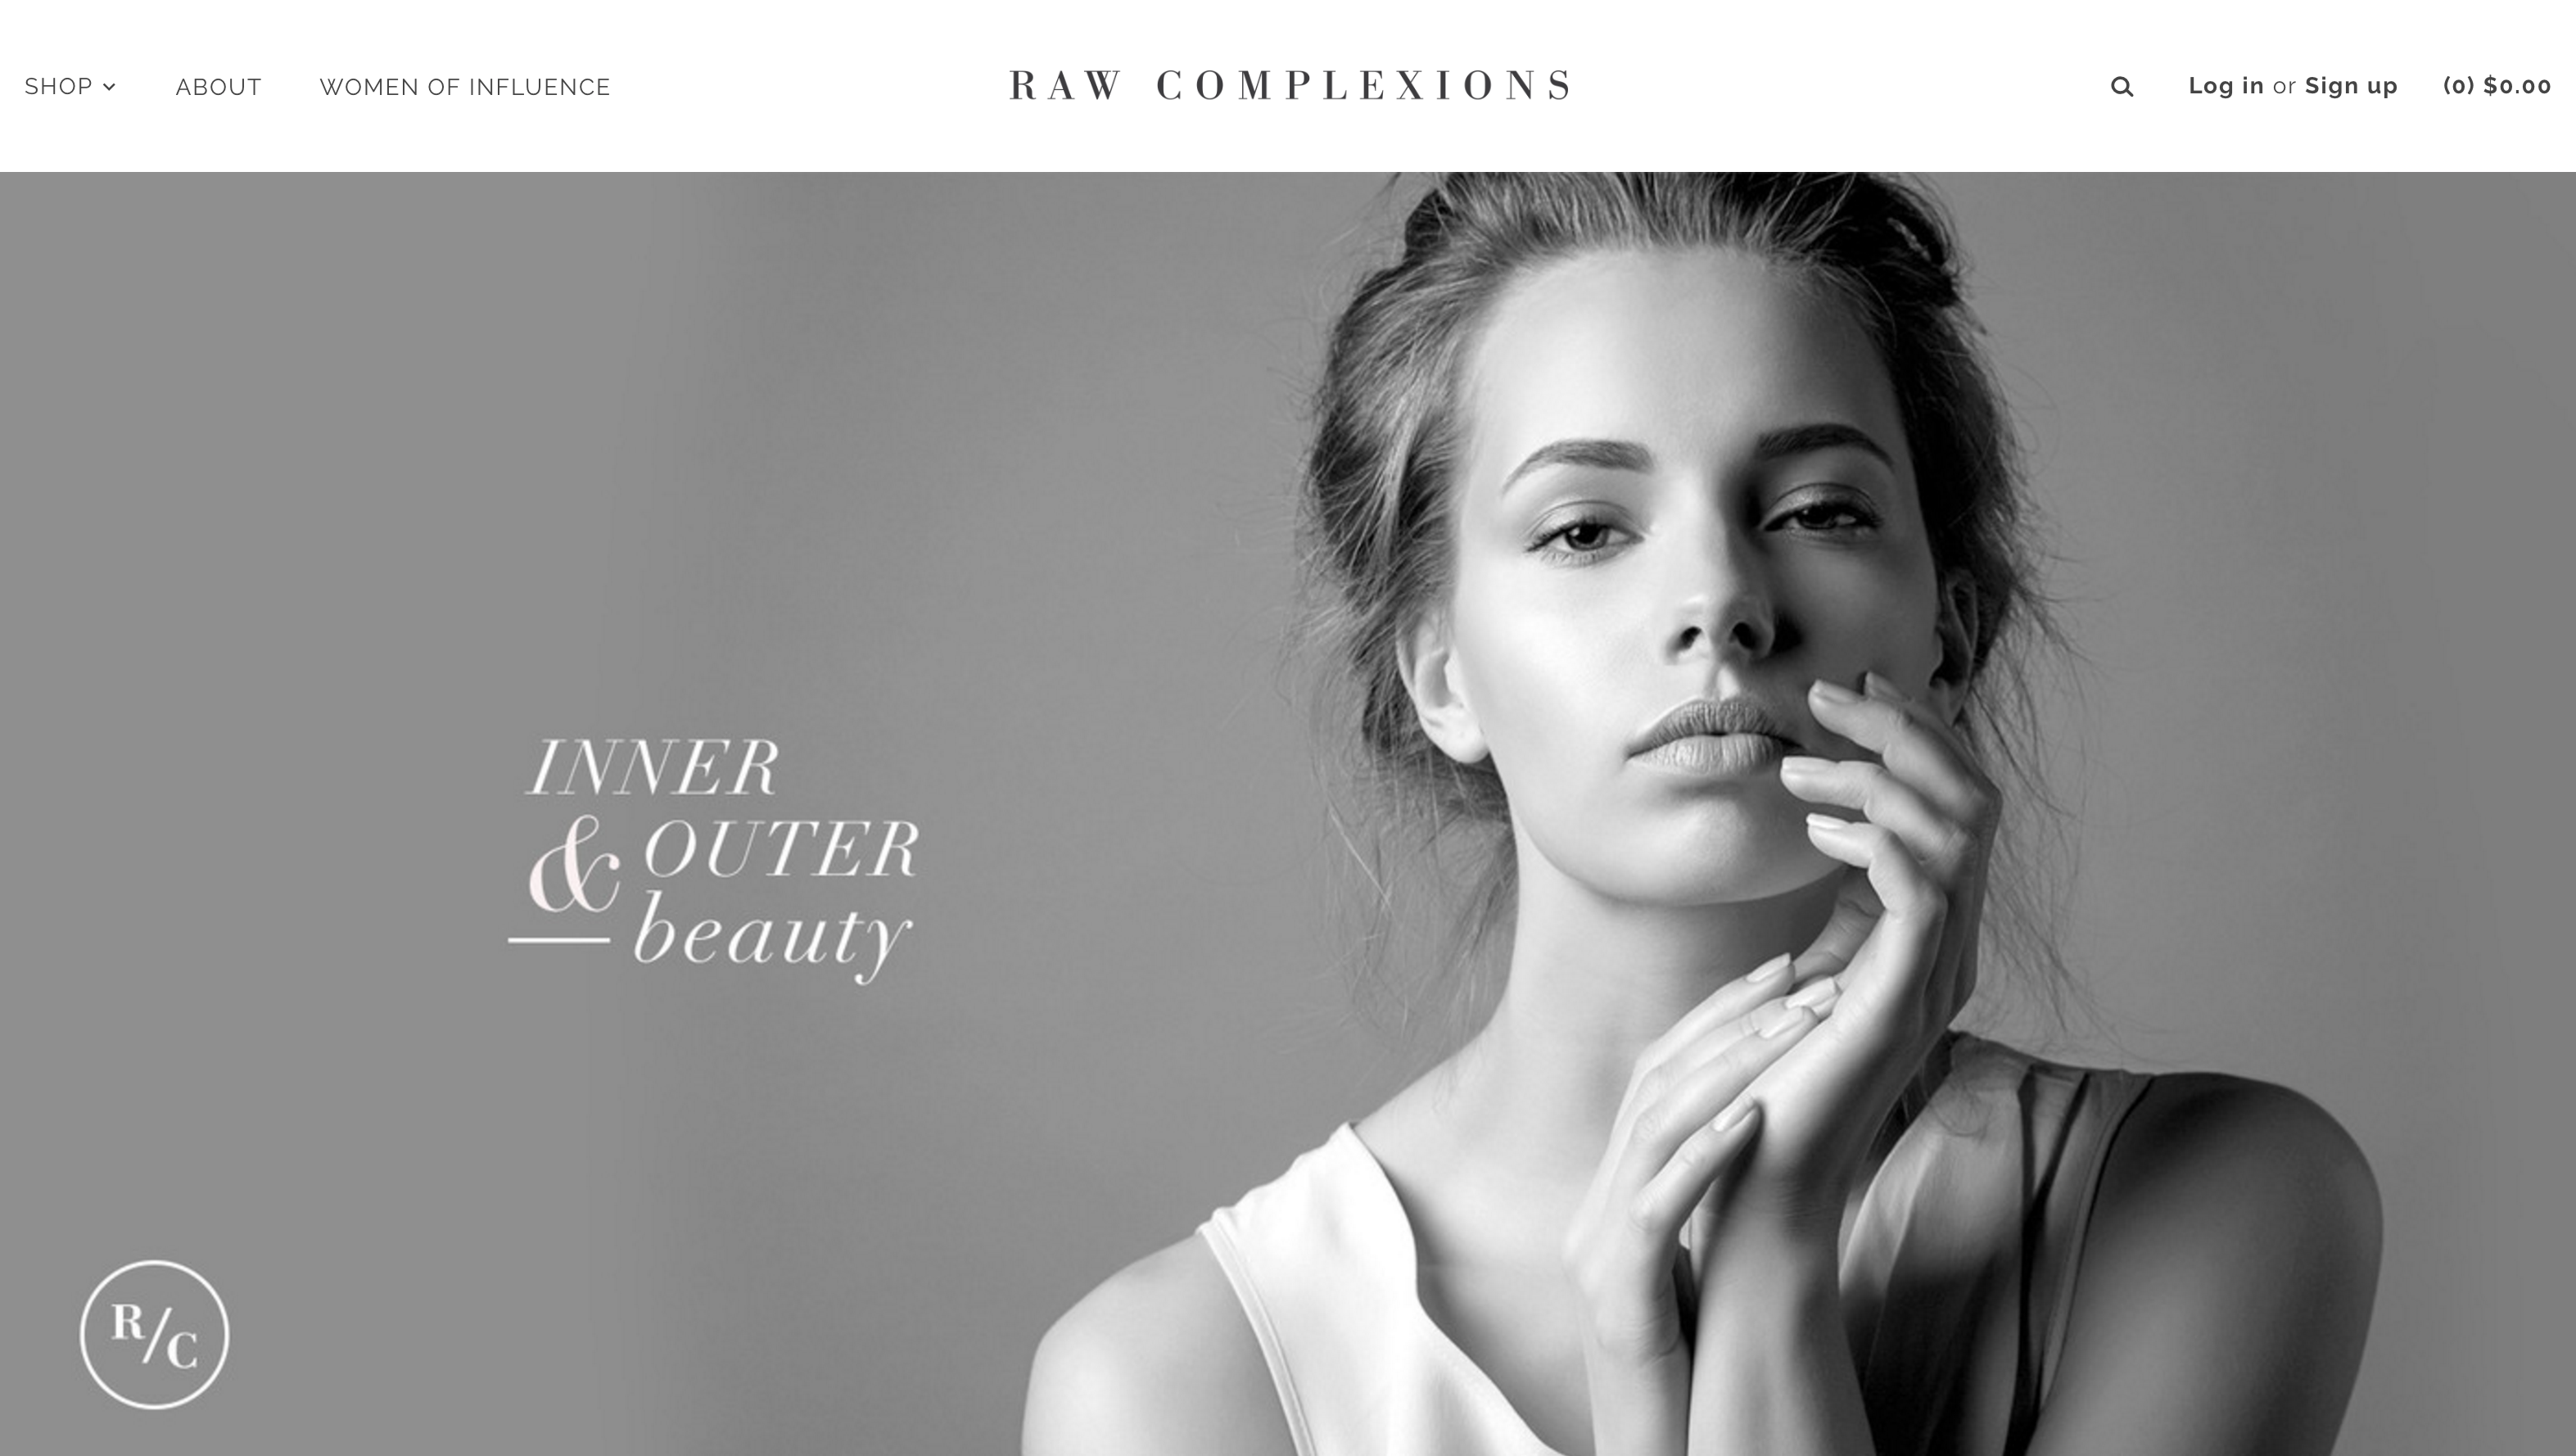 SHOP
ABOUT
WOMEN OF INFLUENCE
RAW COMPLEXIONS
Log in or Sign up
(0) $0.00
INNER
& OUTER
beauty
R/C